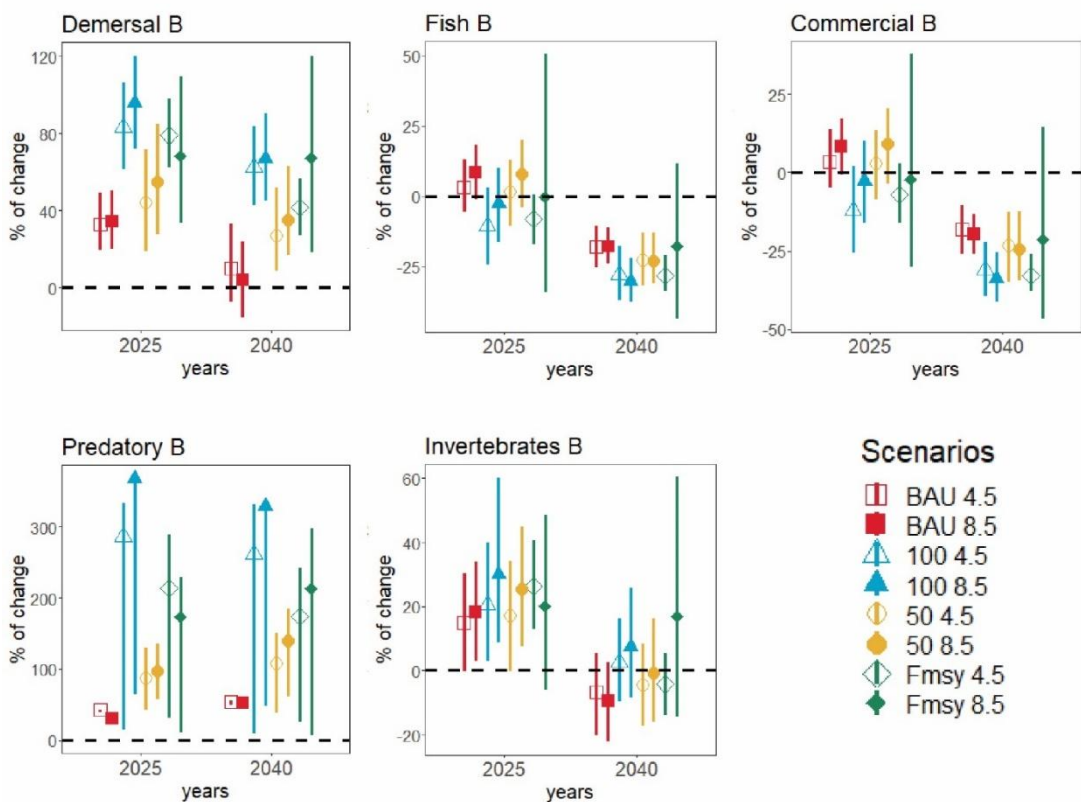 Demersal B
Fish B
Commercial B
% of change
120
80
40
0
2025
2040
years
% of change
50
25
0
-25
2025
2040
years
% of change
25
0
-25
-50
2025
2040
years
Predatory B
Invertebrates B
% of change
300
200
100
0
2025
2040
years
% of change
60
40
20
0
-20
2025
2040
years
Scenarios
BAU 4.5
BAU 8.5
100 4.5
100 8.5
50 4.5
50 8.5
Fmsy 4.5
Fmsy 8.5